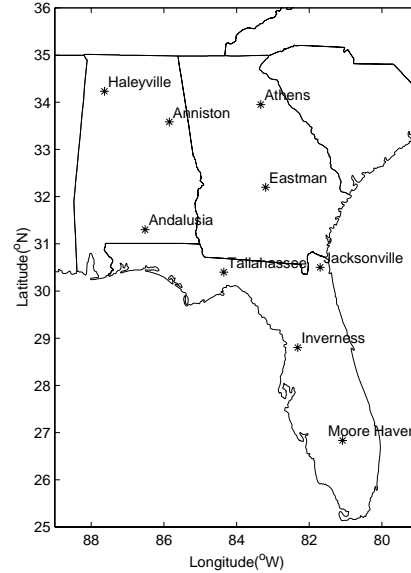 36
35
34
33
32
31
30
29
28
27
26
25
Latitude(°N)
Haleyville
Athens
Anniston
Eastman
Andalusia
Tallahassee
Jacksonville
Inverness
Moore Haven
88
86
84
82
80
Longitude(°W)